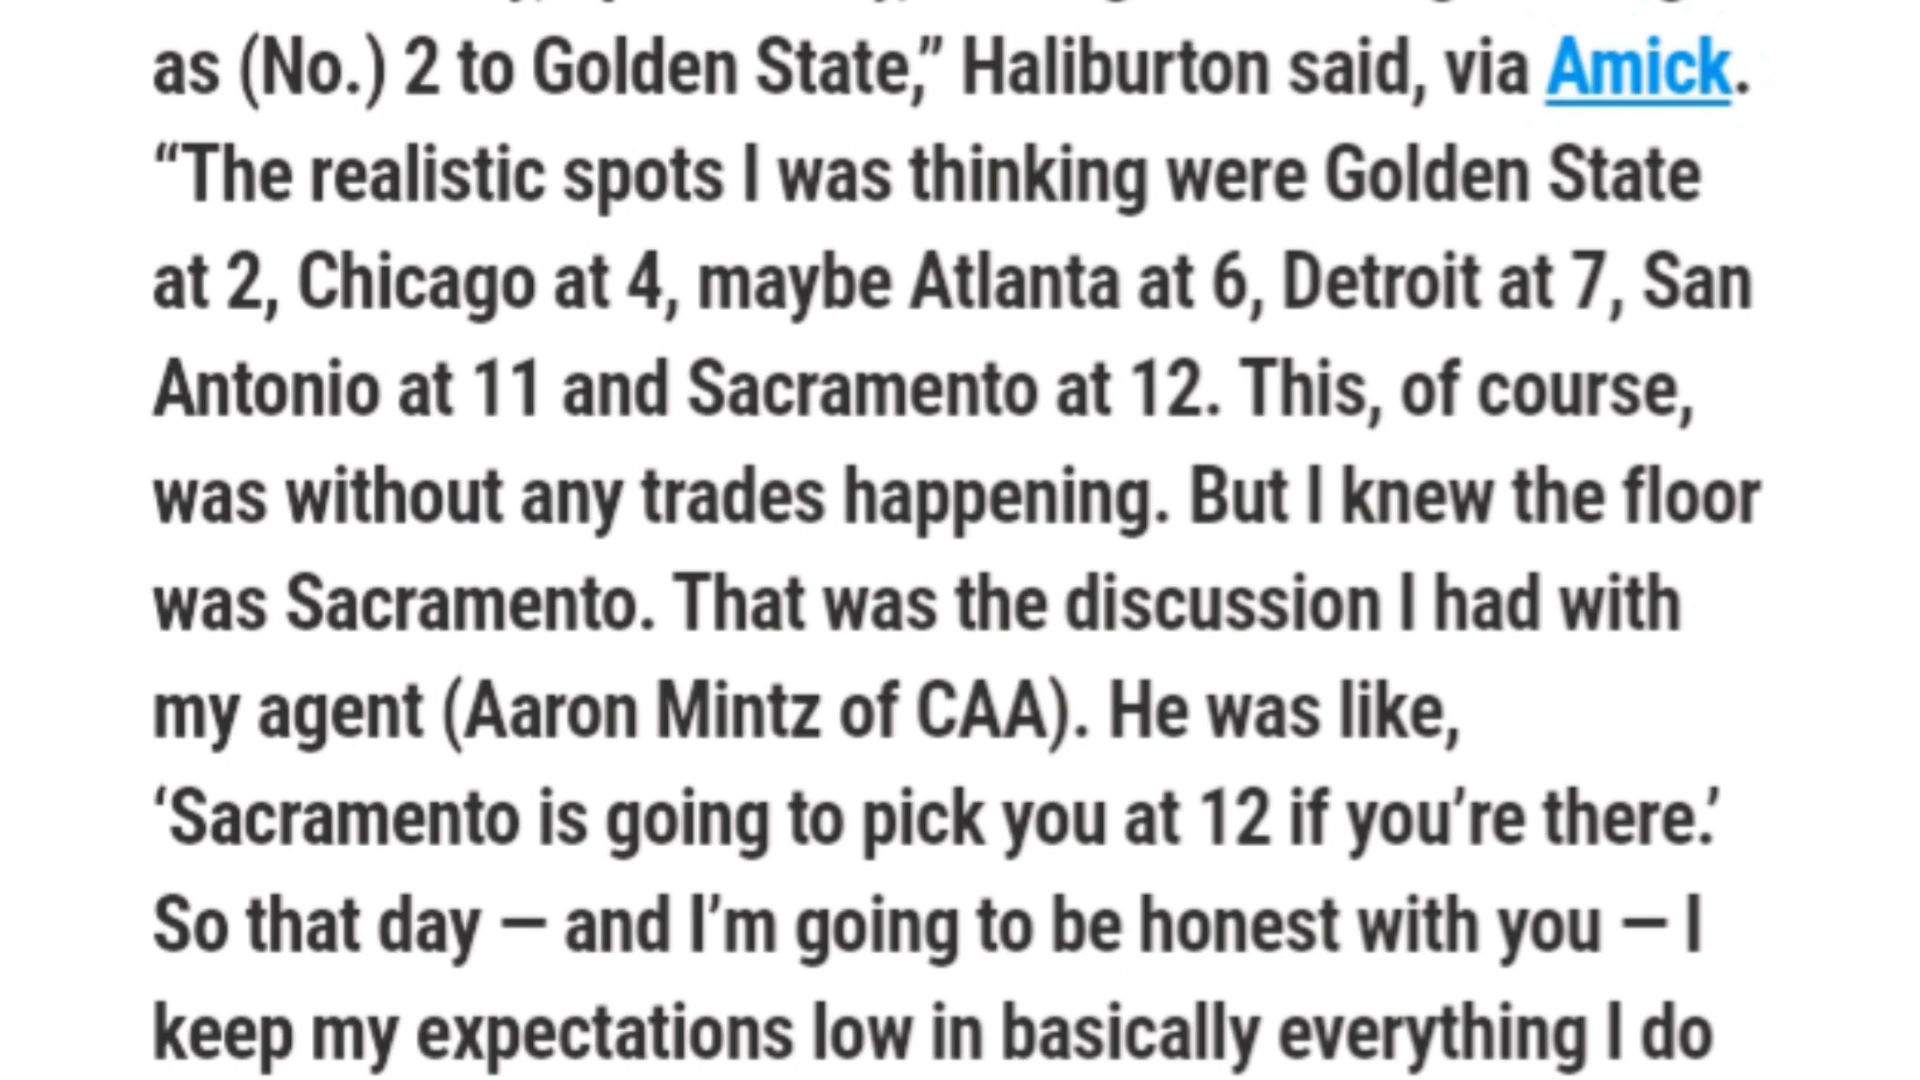 as (No.) 2 to Golden State,” Haliburton said, via Amick.
“The realistic spots I was thinking were Golden State
at 2, Chicago at 4, maybe Atlanta at 6, Detroit at 7, San
Antonio at 11 and Sacramento at 12. This, of course,
was without any trades happening. But I knew the floor
was Sacramento. That was the discussion I had with
my agent (Aaron Mintz of CAA). He was like,
‘Sacramento is going to pick you at 12 if you’re there.’
So that day — and I’m going to be honest with you — I
keep my expectations low in basically everything I do